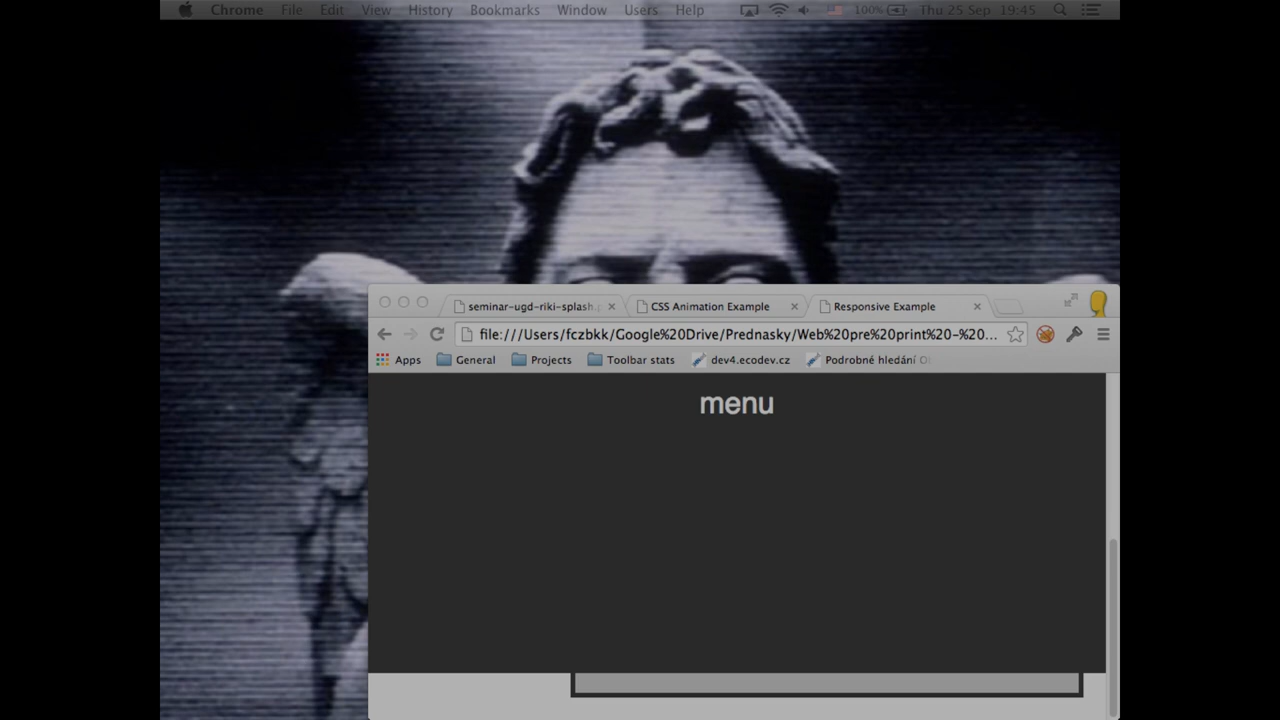 Chrome File Edit View History Bookmarks Window Users Help 100% Thu 25 Sep 19:45
seminar-ugd-riki-splash. CSS Animation Example Responsive Example
file:///Users/fczbkk/Google%20Drive/Prednasky/Web%20pre%20print%20-%20...
Apps General Projects Toolbar stats dev4.ecodev.cz Podrobné hledání
menu